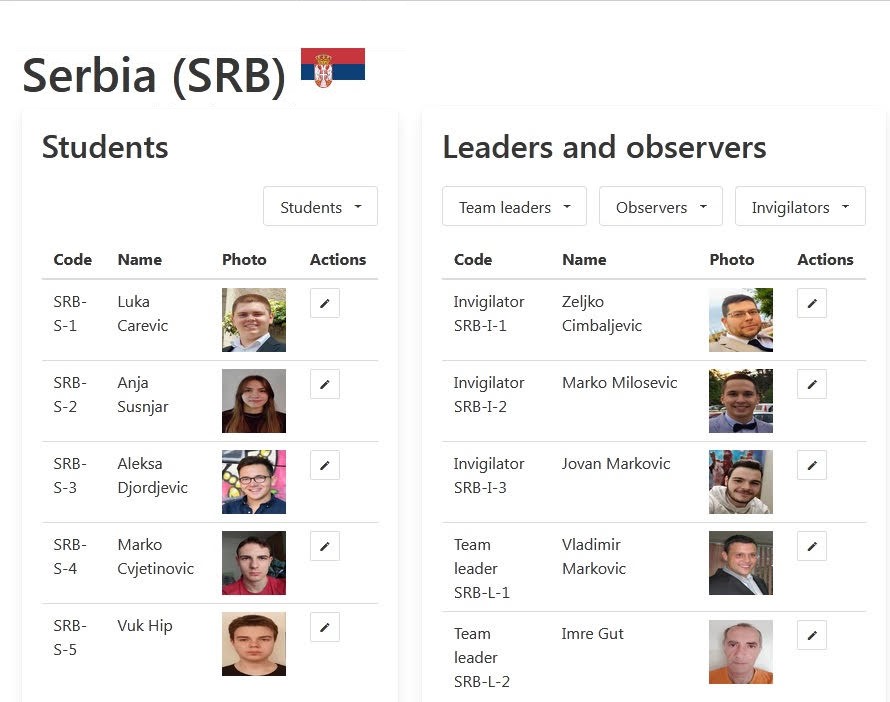 Serbia (SRB)
Students
Students
Code Name Photo Actions
SRB-
S-1
Luka
Carevic
SRB-
S-2
Anja
Susnjar
SRB-
S-3
Aleksa
Djordjevic
SRB-
S-4
Marko
Cvjetinovic
SRB-
S-5
Vuk Hip
Leaders and observers
Team leaders Observers Invigilators
Code Name Photo Actions
Invigilator
SRB-I-1
Zeljko
Cimbaljevic
Invigilator
SRB-I-2
Marko Milosevic
Invigilator
SRB-I-3
Jovan Markovic
Team
leader
SRB-L-1
Vladimir
Markovic
Team
leader
SRB-L-2
Imre Gut